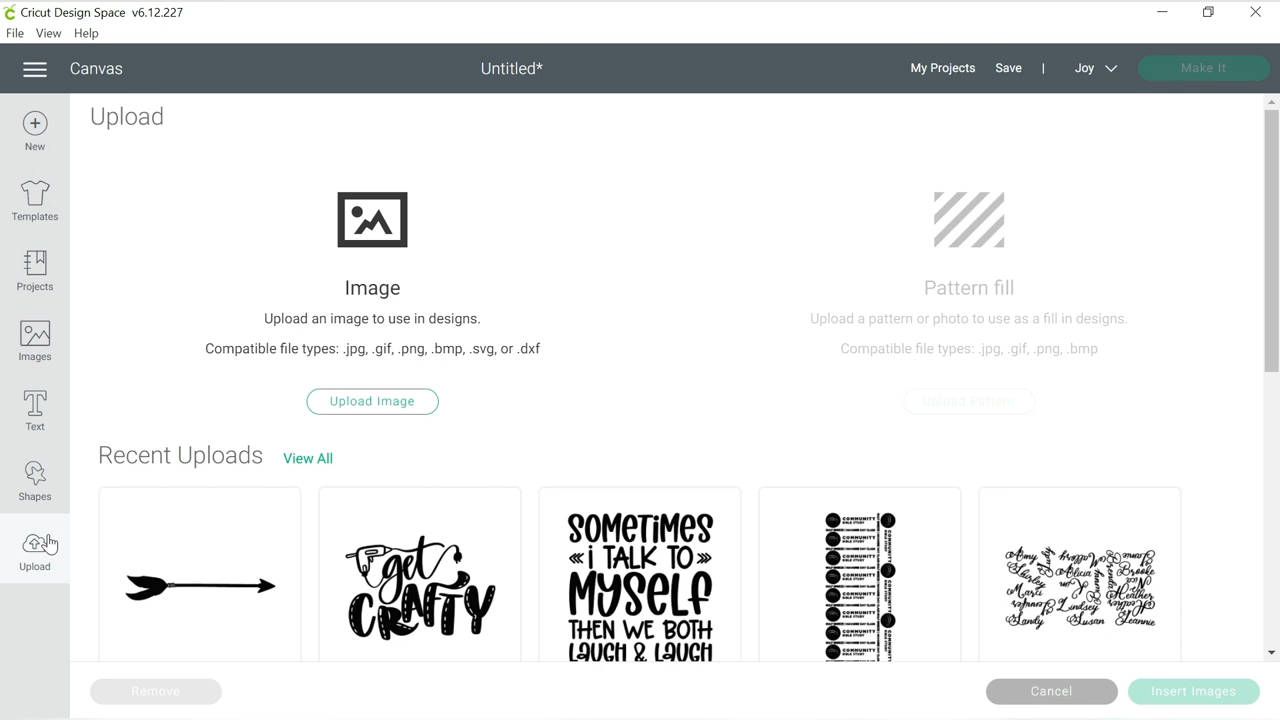 Cricut Design Space v6.12.227
File View Help
Canvas
Untitled*
My Projects Save | Joy
Make It
New
Templates
Projects
Images
Text
Shapes
Upload
Upload
Image
Upload an image to use in designs.
Compatible file types: .jpg, .gif, .png, .bmp, .svg, or .dxf
Upload Image
Pattern fill
Upload a pattern or photo to use as a fill in designs.
Compatible file types: .jpg, .gif, .png, .bmp
Upload Pattern
Recent Uploads View All
get
CRAFTY
SOMETIMES
«i TALK TO»
MYSELF
THEN WE BOTH
LAUGH & LAUGH
COMMUNITY
BIBLE STUDY
Remove
Cancel
Insert Images